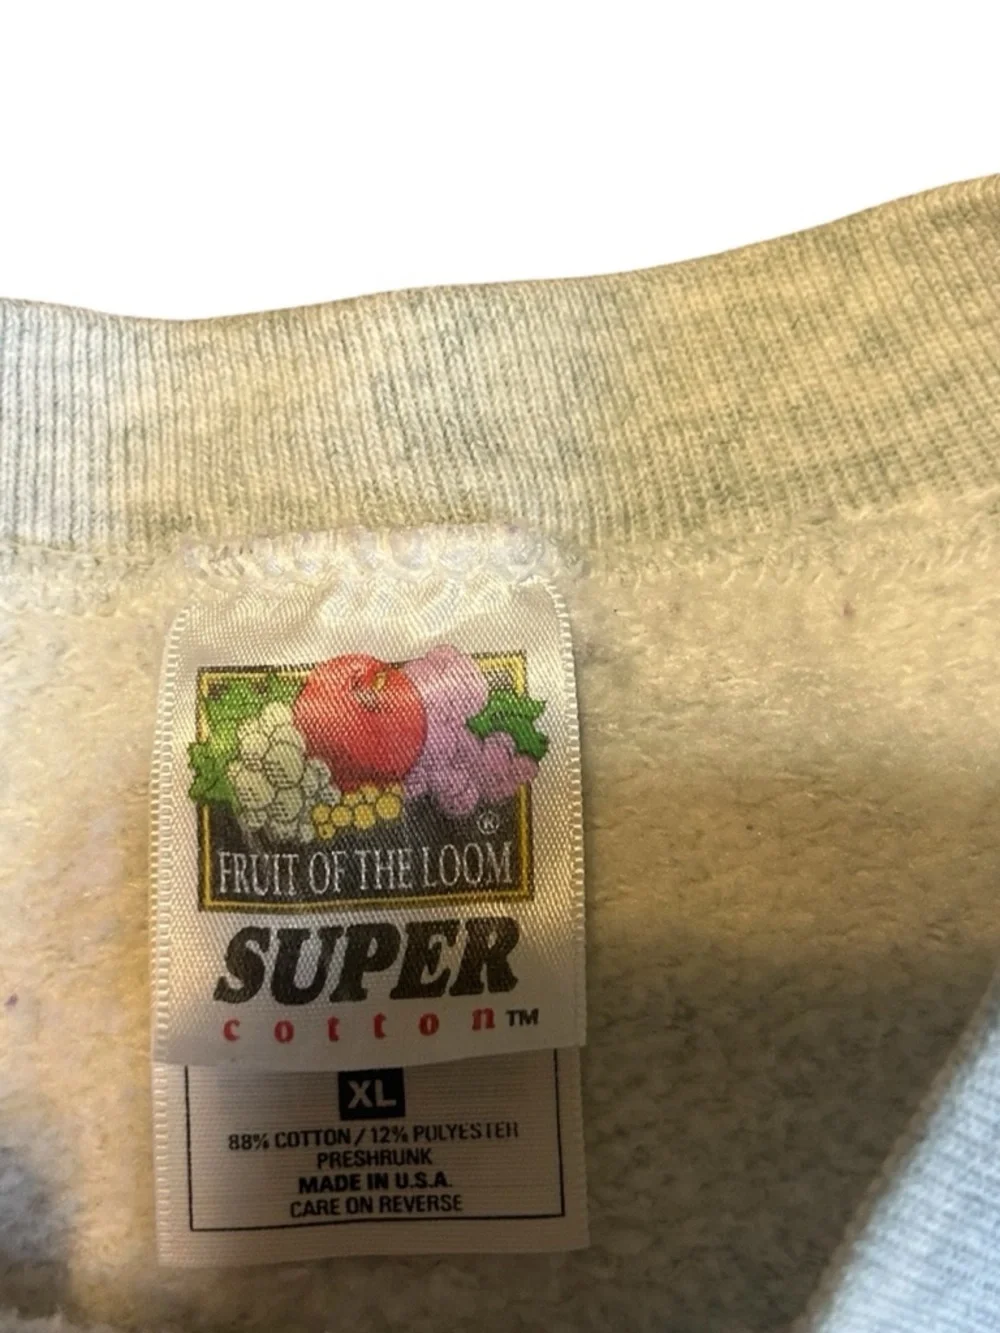 ®
FRUIT OF THE LOOM
SUPER
cotton™
XL
88% COTTON / 12% POLYESTER
PRESHRUNK
MADE IN U.S.A.
CARE ON REVERSE